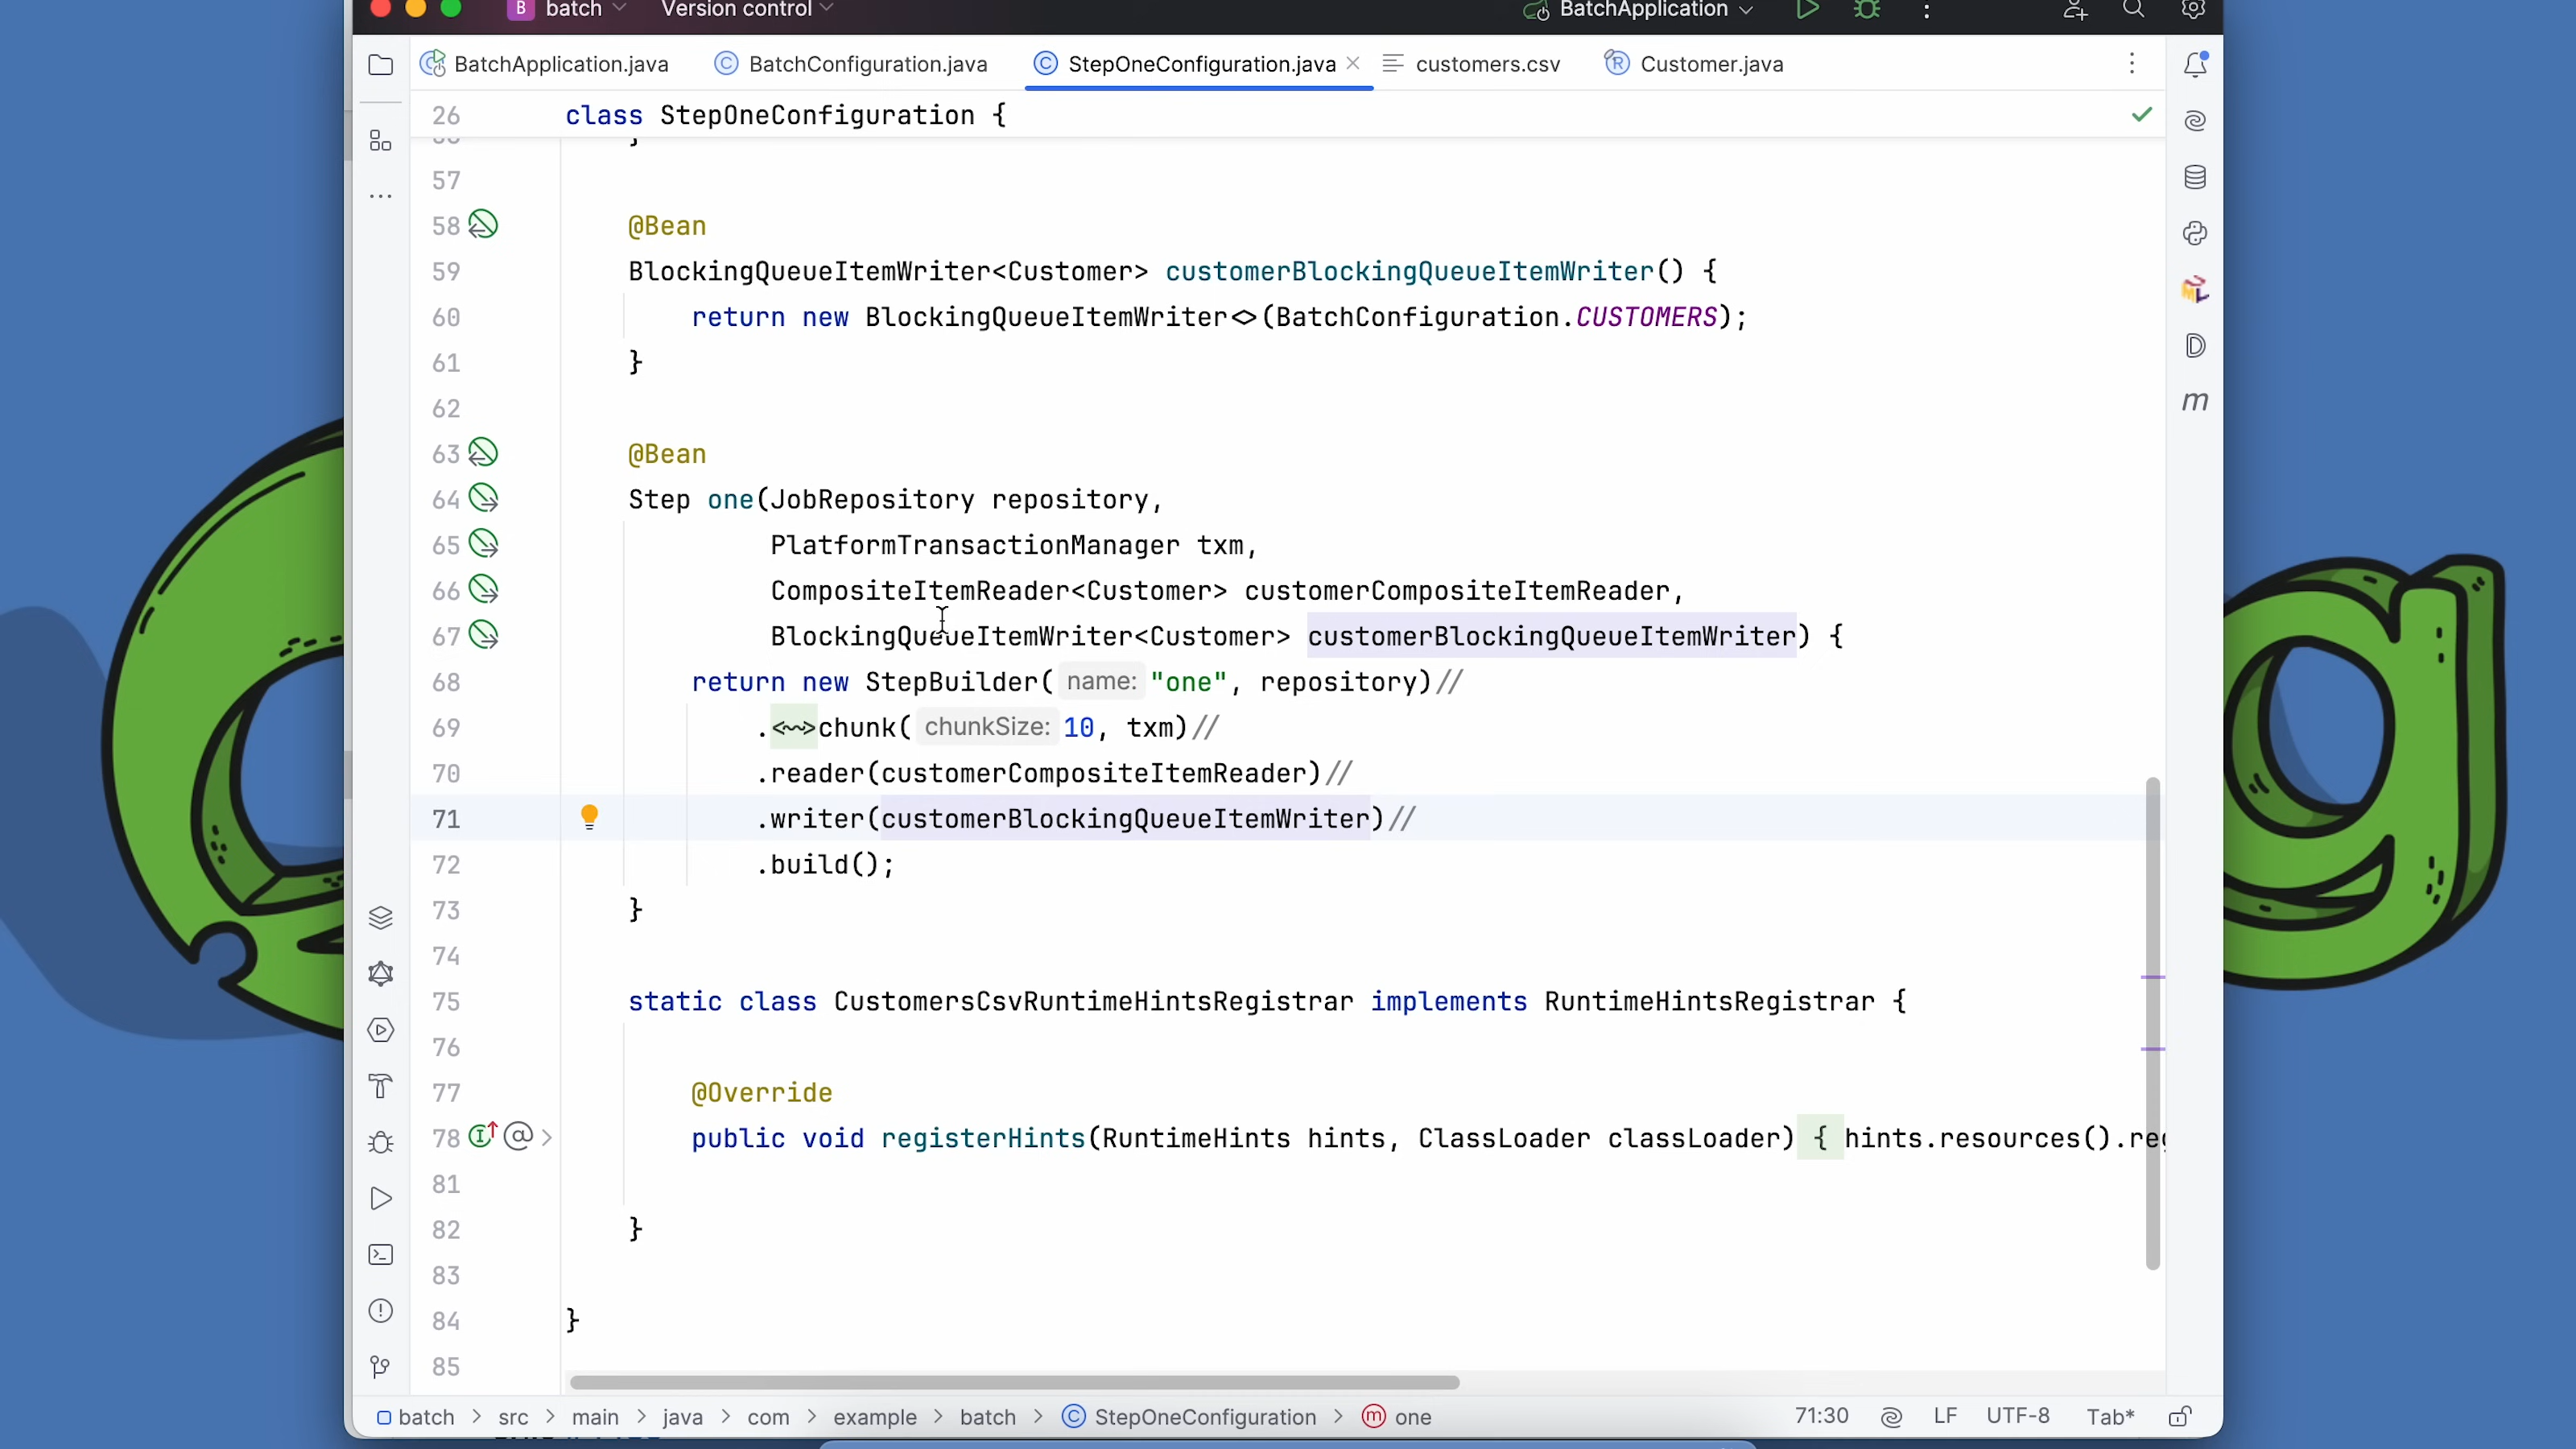 B batch Version control BatchApplication
BatchApplication.java BatchConfiguration.java StepOneConfiguration.java customers.csv Customer.java
26 class StepOneConfiguration {
}
57
58 @Bean
59 BlockingQueueItemWriter<Customer> customerBlockingQueueItemWriter() {
60 return new BlockingQueueItemWriter<>(BatchConfiguration.CUSTOMERS);
61 }
62
63 @Bean
64 Step one(JobRepository repository,
65 PlatformTransactionManager txm,
66 CompositeItemReader<Customer> customerCompositeItemReader,
67 BlockingQueueItemWriter<Customer> customerBlockingQueueItemWriter) {
68 return new StepBuilder( name: "one", repository)//
69 .<~>chunk( chunkSize: 10, txm)//
70 .reader(customerCompositeItemReader)//
71 .writer(customerBlockingQueueItemWriter)//
72 .build();
73 }
74
75 static class CustomersCsvRuntimeHintsRegistrar implements RuntimeHintsRegistrar {
76
77 @Override
78 public void registerHints(RuntimeHints hints, ClassLoader classLoader) { hints.resources().reg
81
82 }
83
84 }
85
batch > src > main > java > com > example > batch > StepOneConfiguration > one 71:30 LF UTF-8 Tab*